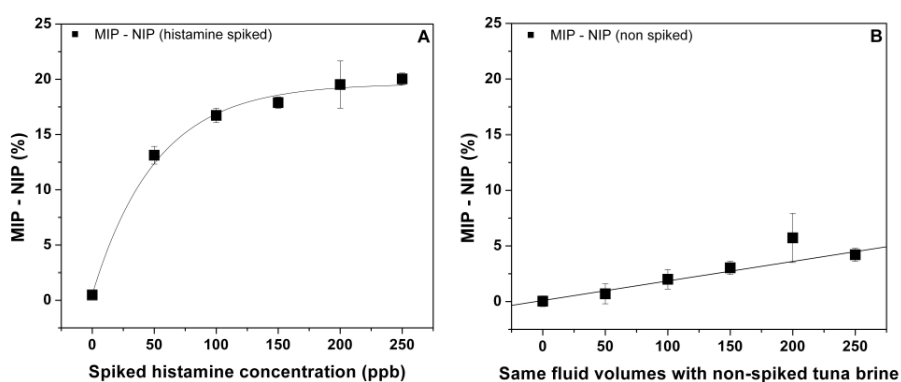 25
20
15
10
5
0
MIP - NIP (%)
MIP - NIP (histamine spiked)
A
0 50 100 150 200 250
Spiked histamine concentration (ppb)
25
20
15
10
5
0
MIP - NIP (%)
MIP - NIP (non spiked)
B
0 50 100 150 200 250
Same fluid volumes with non-spiked tuna brine